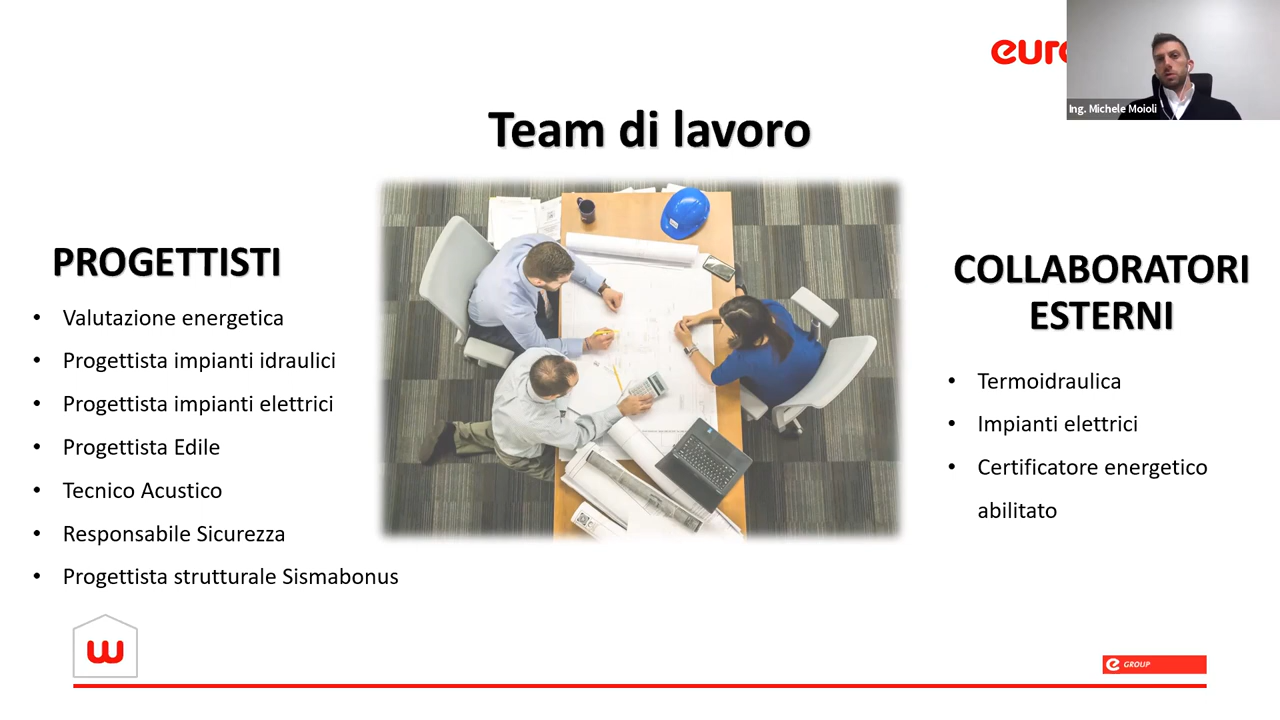 Ing. Michele Moioli
Team di lavoro
PROGETTISTI
• Valutazione energetica
• Progettista impianti idraulici
• Progettista impianti elettrici
• Progettista Edile
• Tecnico Acustico
• Responsabile Sicurezza
• Progettista strutturale Sismabonus
COLLABORATORI
ESTERNI
• Termoidraulica
• Impianti elettrici
• Certificatore energetico
abilitato
w
e GROUP